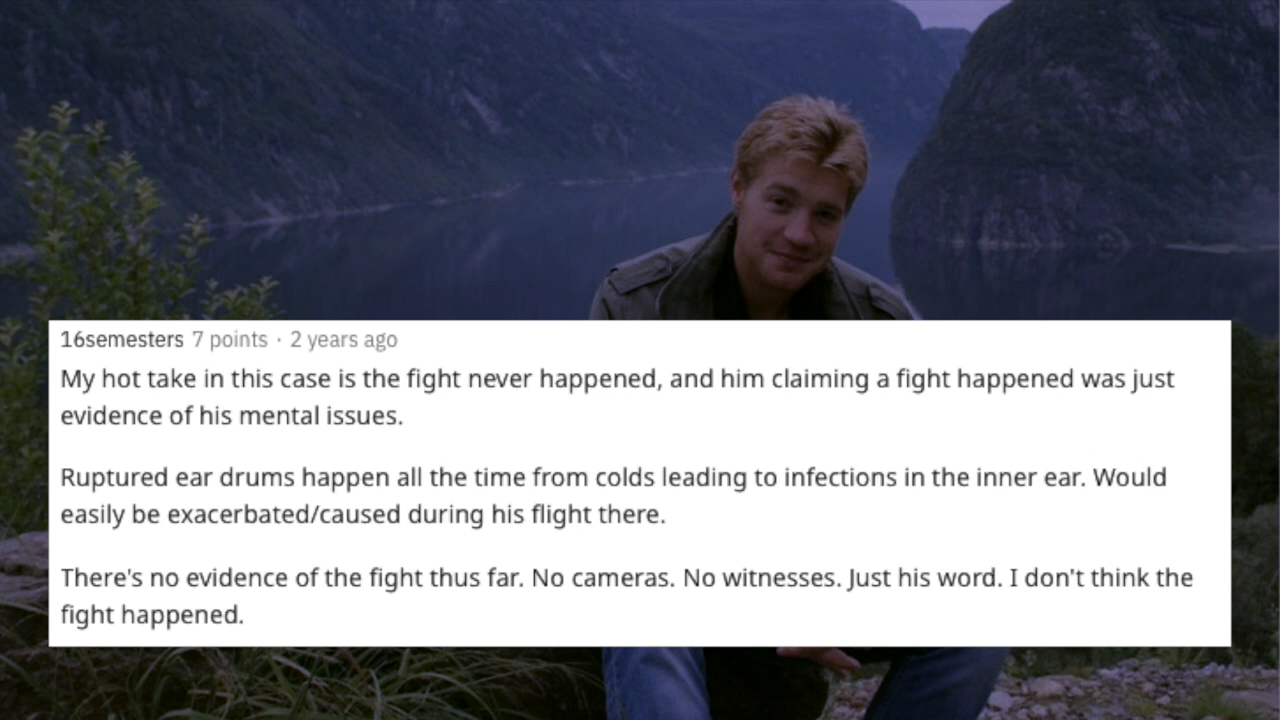 16semesters 7 points · 2 years ago
My hot take in this case is the fight never happened, and him claiming a fight happened was just
evidence of his mental issues.
Ruptured ear drums happen all the time from colds leading to infections in the inner ear. Would
easily be exacerbated/caused during his flight there.
There's no evidence of the fight thus far. No cameras. No witnesses. Just his word. I don't think the
fight happened.